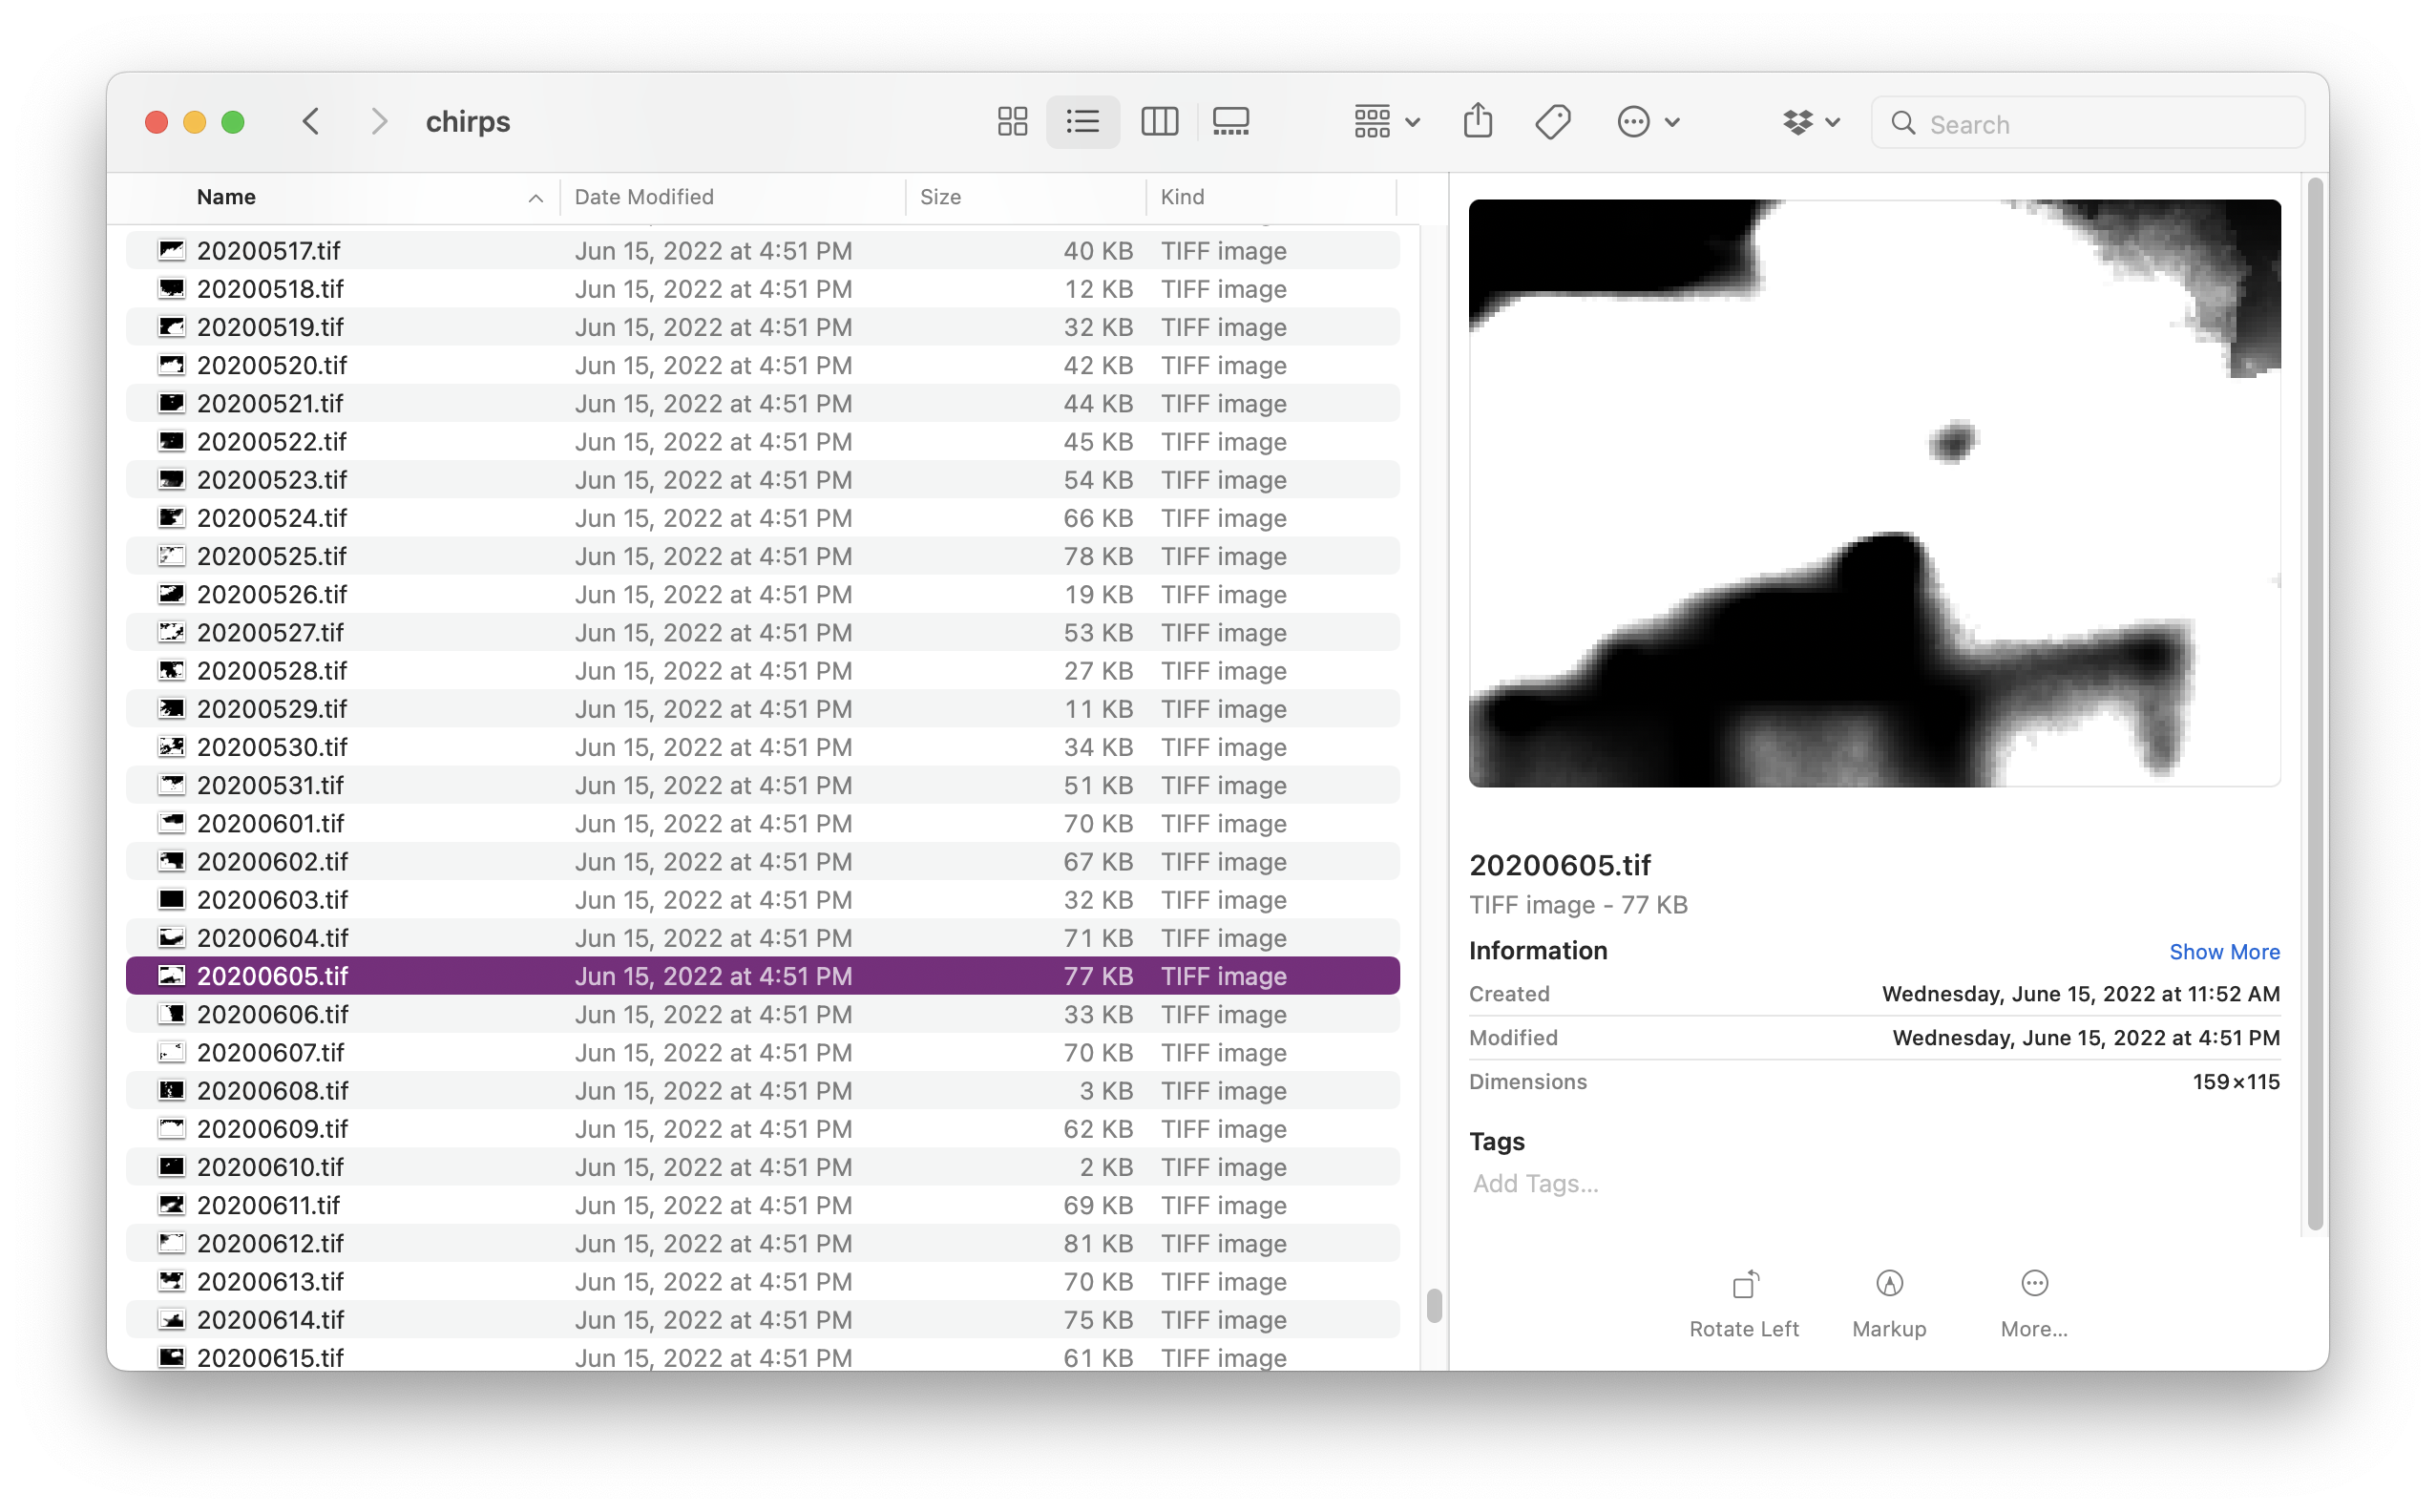 chirps
Search
Name Date Modified Size Kind
20200517.tif Jun 15, 2022 at 4:51 PM 40 KB TIFF image
20200518.tif Jun 15, 2022 at 4:51 PM 12 KB TIFF image
20200519.tif Jun 15, 2022 at 4:51 PM 32 KB TIFF image
20200520.tif Jun 15, 2022 at 4:51 PM 42 KB TIFF image
20200521.tif Jun 15, 2022 at 4:51 PM 44 KB TIFF image
20200522.tif Jun 15, 2022 at 4:51 PM 45 KB TIFF image
20200523.tif Jun 15, 2022 at 4:51 PM 54 KB TIFF image
20200524.tif Jun 15, 2022 at 4:51 PM 66 KB TIFF image
20200525.tif Jun 15, 2022 at 4:51 PM 78 KB TIFF image
20200526.tif Jun 15, 2022 at 4:51 PM 19 KB TIFF image
20200527.tif Jun 15, 2022 at 4:51 PM 53 KB TIFF image
20200528.tif Jun 15, 2022 at 4:51 PM 27 KB TIFF image
20200529.tif Jun 15, 2022 at 4:51 PM 11 KB TIFF image
20200530.tif Jun 15, 2022 at 4:51 PM 34 KB TIFF image
20200531.tif Jun 15, 2022 at 4:51 PM 51 KB TIFF image
20200601.tif Jun 15, 2022 at 4:51 PM 70 KB TIFF image
20200602.tif Jun 15, 2022 at 4:51 PM 67 KB TIFF image
20200603.tif Jun 15, 2022 at 4:51 PM 32 KB TIFF image
20200604.tif Jun 15, 2022 at 4:51 PM 71 KB TIFF image
20200605.tif Jun 15, 2022 at 4:51 PM 77 KB TIFF image
20200606.tif Jun 15, 2022 at 4:51 PM 33 KB TIFF image
20200607.tif Jun 15, 2022 at 4:51 PM 70 KB TIFF image
20200608.tif Jun 15, 2022 at 4:51 PM 3 KB TIFF image
20200609.tif Jun 15, 2022 at 4:51 PM 62 KB TIFF image
20200610.tif Jun 15, 2022 at 4:51 PM 2 KB TIFF image
20200611.tif Jun 15, 2022 at 4:51 PM 69 KB TIFF image
20200612.tif Jun 15, 2022 at 4:51 PM 81 KB TIFF image
20200613.tif Jun 15, 2022 at 4:51 PM 70 KB TIFF image
20200614.tif Jun 15, 2022 at 4:51 PM 75 KB TIFF image
20200615.tif Jun 15, 2022 at 4:51 PM 61 KB TIFF image
20200605.tif
TIFF image - 77 KB
Information Show More
Created Wednesday, June 15, 2022 at 11:52 AM
Modified Wednesday, June 15, 2022 at 4:51 PM
Dimensions 159×115
Tags
Add Tags...
Rotate Left Markup More...